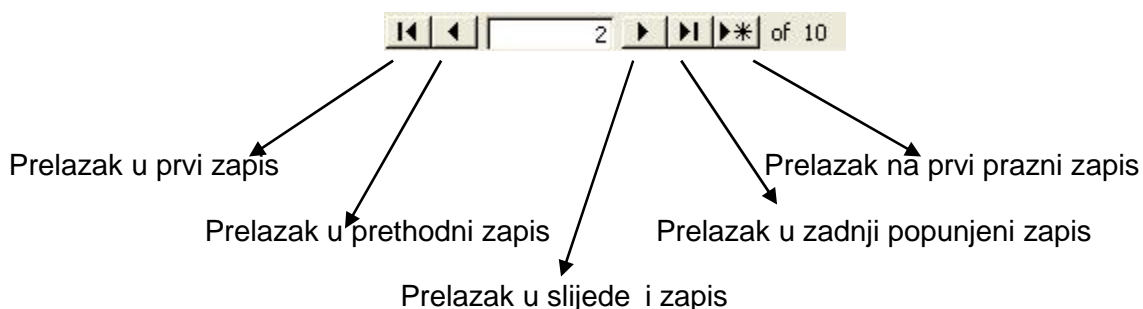 2 of 10
Prelazak u prvi zapis
Prelazak na prvi prazni zapis
Prelazak u prethodni zapis
Prelazak u zadnji popunjeni zapis
Prelazak u slijede i zapis